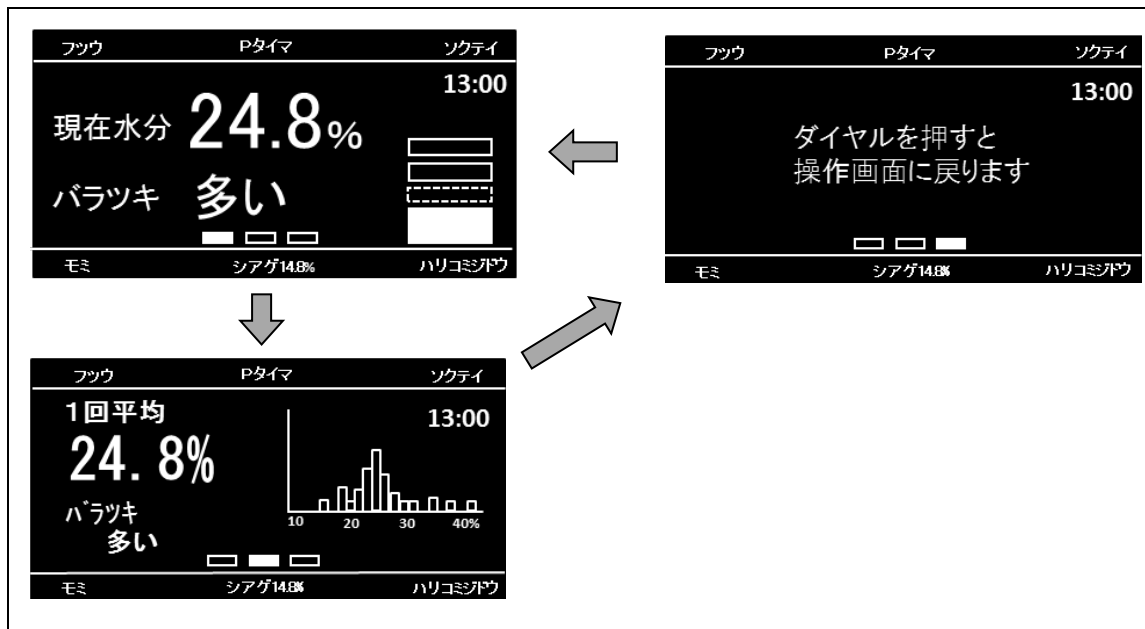 フツウ Pタイマ ソクテイ
13:00
現在水分 24.8%
バラツキ 多い
モミ シアゲ14.8% ハリコミジドウ
フツウ Pタイマ ソクテイ
1回平均 13:00
24.8%
バラツキ
多い
10 20 30 40%
モミ シアゲ14.8% ハリコミジドウ
フツウ Pタイマ ソクテイ
13:00
ダイヤルを押すと
操作画面に戻ります
モミ シアゲ14.8% ハリコミジドウ